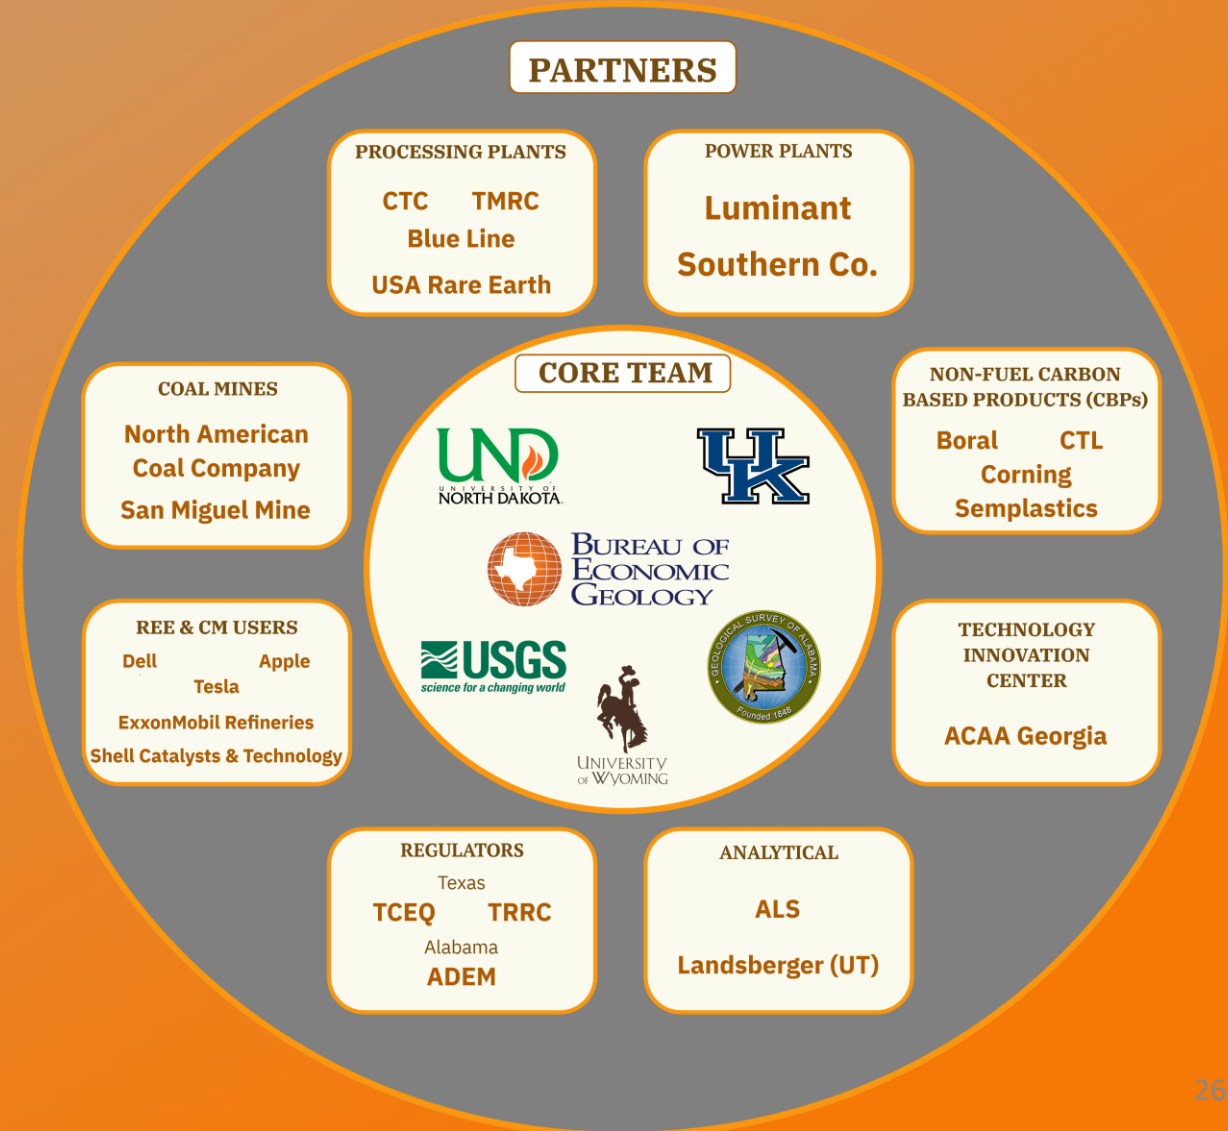 PARTNERS
PROCESSING PLANTS
CTC TMRC
Blue Line
USA Rare Earth
POWER PLANTS
Luminant
Southern Co.
COAL MINES
North American
Coal Company
San Miguel Mine
CORE TEAM
UND
UNIVERSITY OF
NORTH DAKOTA
UK
BUREAU OF
ECONOMIC
GEOLOGY
USGS
science for a changing world
GEOLOGICAL SURVEY OF ALABAMA
Founded 1848
UNIVERSITY
OF WYOMING
NON-FUEL CARBON
BASED PRODUCTS (CBPs)
Boral CTL
Corning
Semplastics
REE & CM USERS
Dell Apple
Tesla
ExxonMobil Refineries
Shell Catalysts & Technology
TECHNOLOGY
INNOVATION
CENTER
ACAA Georgia
REGULATORS
Texas
TCEQ TRRC
Alabama
ADEM
ANALYTICAL
ALS
Landsberger (UT)
26